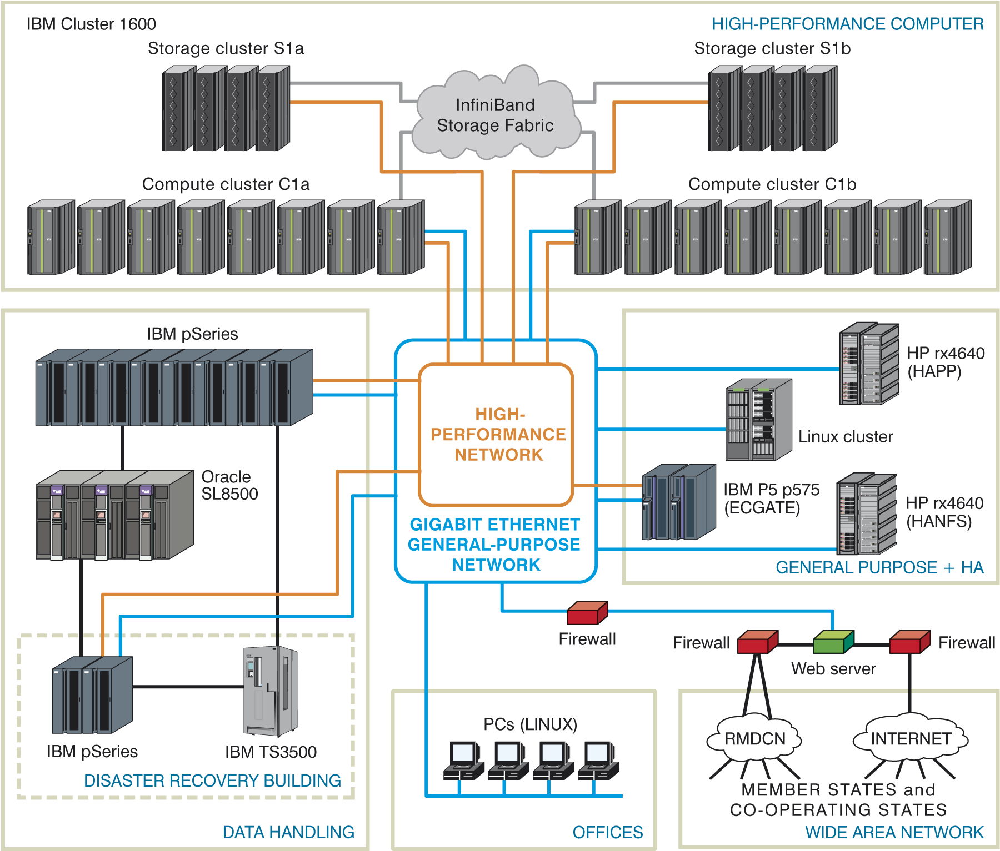 IBM Cluster 1600
HIGH-PERFORMANCE COMPUTER
Storage cluster S1a
Storage cluster S1b
InfiniBand
Storage Fabric
Compute cluster C1a
Compute cluster C1b
IBM pSeries
HP rx4640
(HAPP)
Linux cluster
HIGH-
PERFORMANCE
NETWORK
Oracle
SL8500
IBM P5 p575
(ECGATE)
HP rx4640
(HANFS)
GIGABIT ETHERNET
GENERAL-PURPOSE
NETWORK
GENERAL PURPOSE + HA
Firewall
Firewall
Firewall
Web server
PCs (LINUX)
RMDCN
INTERNET
IBM pSeries
IBM TS3500
DISASTER RECOVERY BUILDING
MEMBER STATES and
CO-OPERATING STATES
DATA HANDLING
OFFICES
WIDE AREA NETWORK